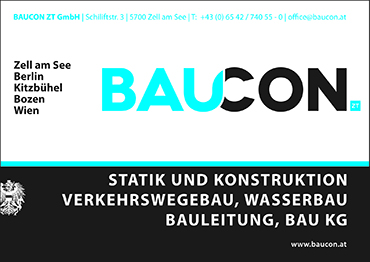 BAUCON ZT GmbH | Schillfstr. 3 | 5700 Zell am See | T: +43 (0) 65 42 / 740 55 - 0 | office@baucon.at
Zell am See
Berlin
Kitzbühel
Bozen
Wien
BAUCON
ZT
STATIK UND KONSTRUKTION
VERKEHRSWEGEBAU, WASSERBAU
BAULEITUNG, BAU KG
www.baucon.at